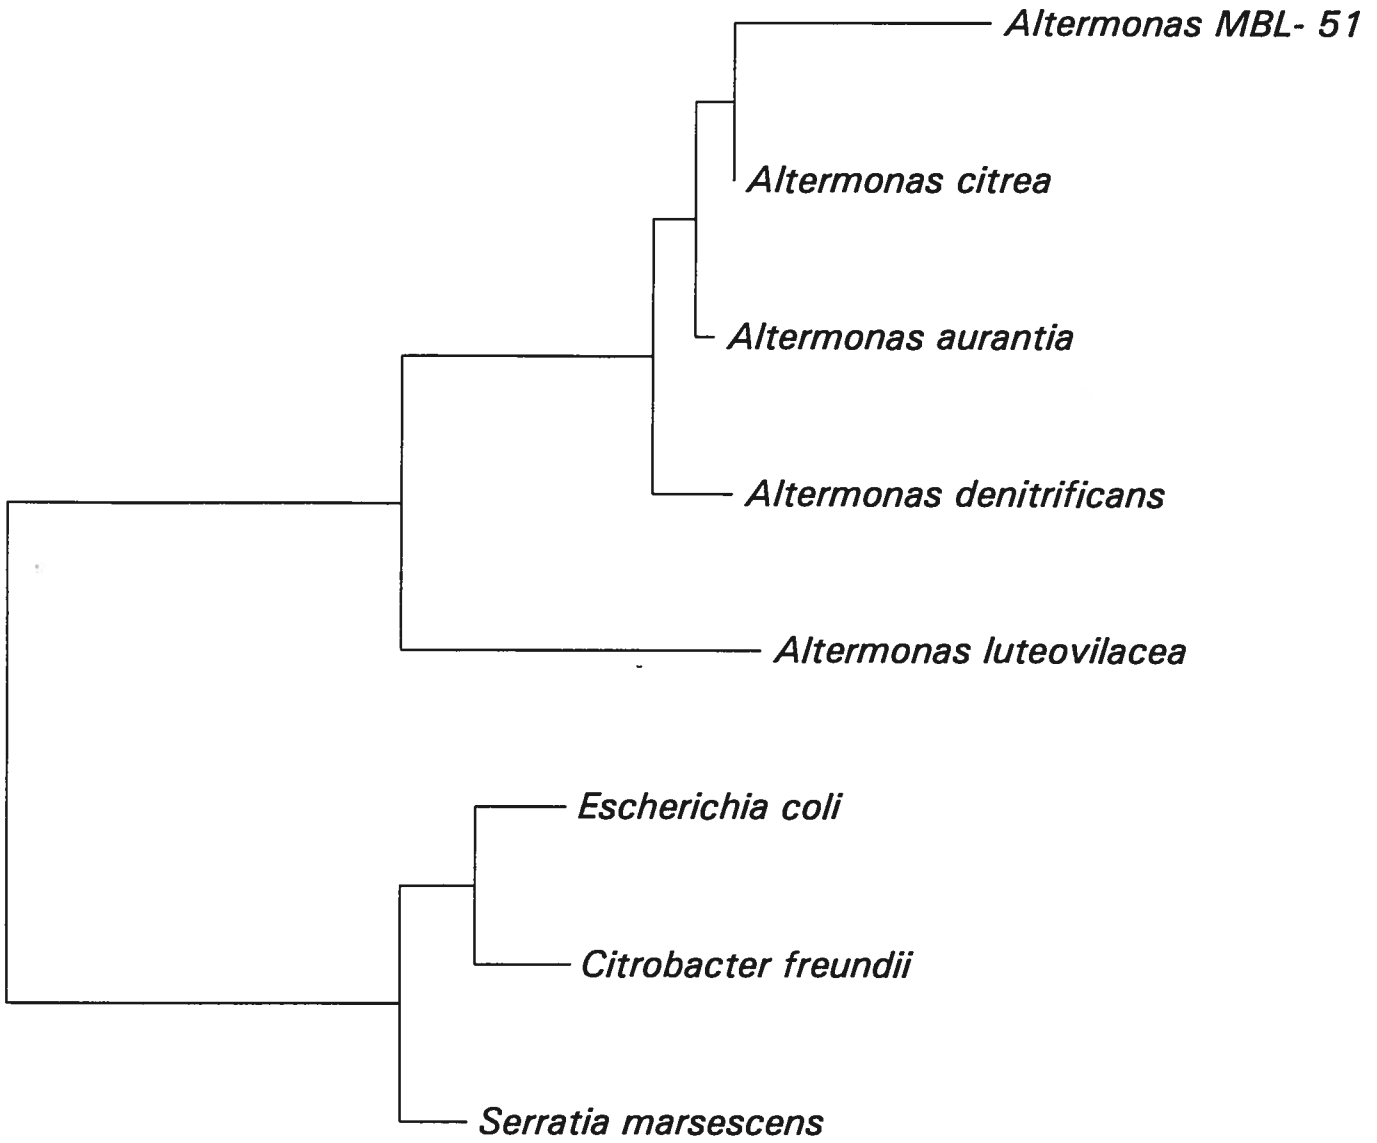 Altermonas MBL- 51
Altermonas citrea
Altermonas aurantia
Altermonas denitrificans
Altermonas luteovilacea
Escherichia coli
Citrobacter freundii
Serratia marsescens